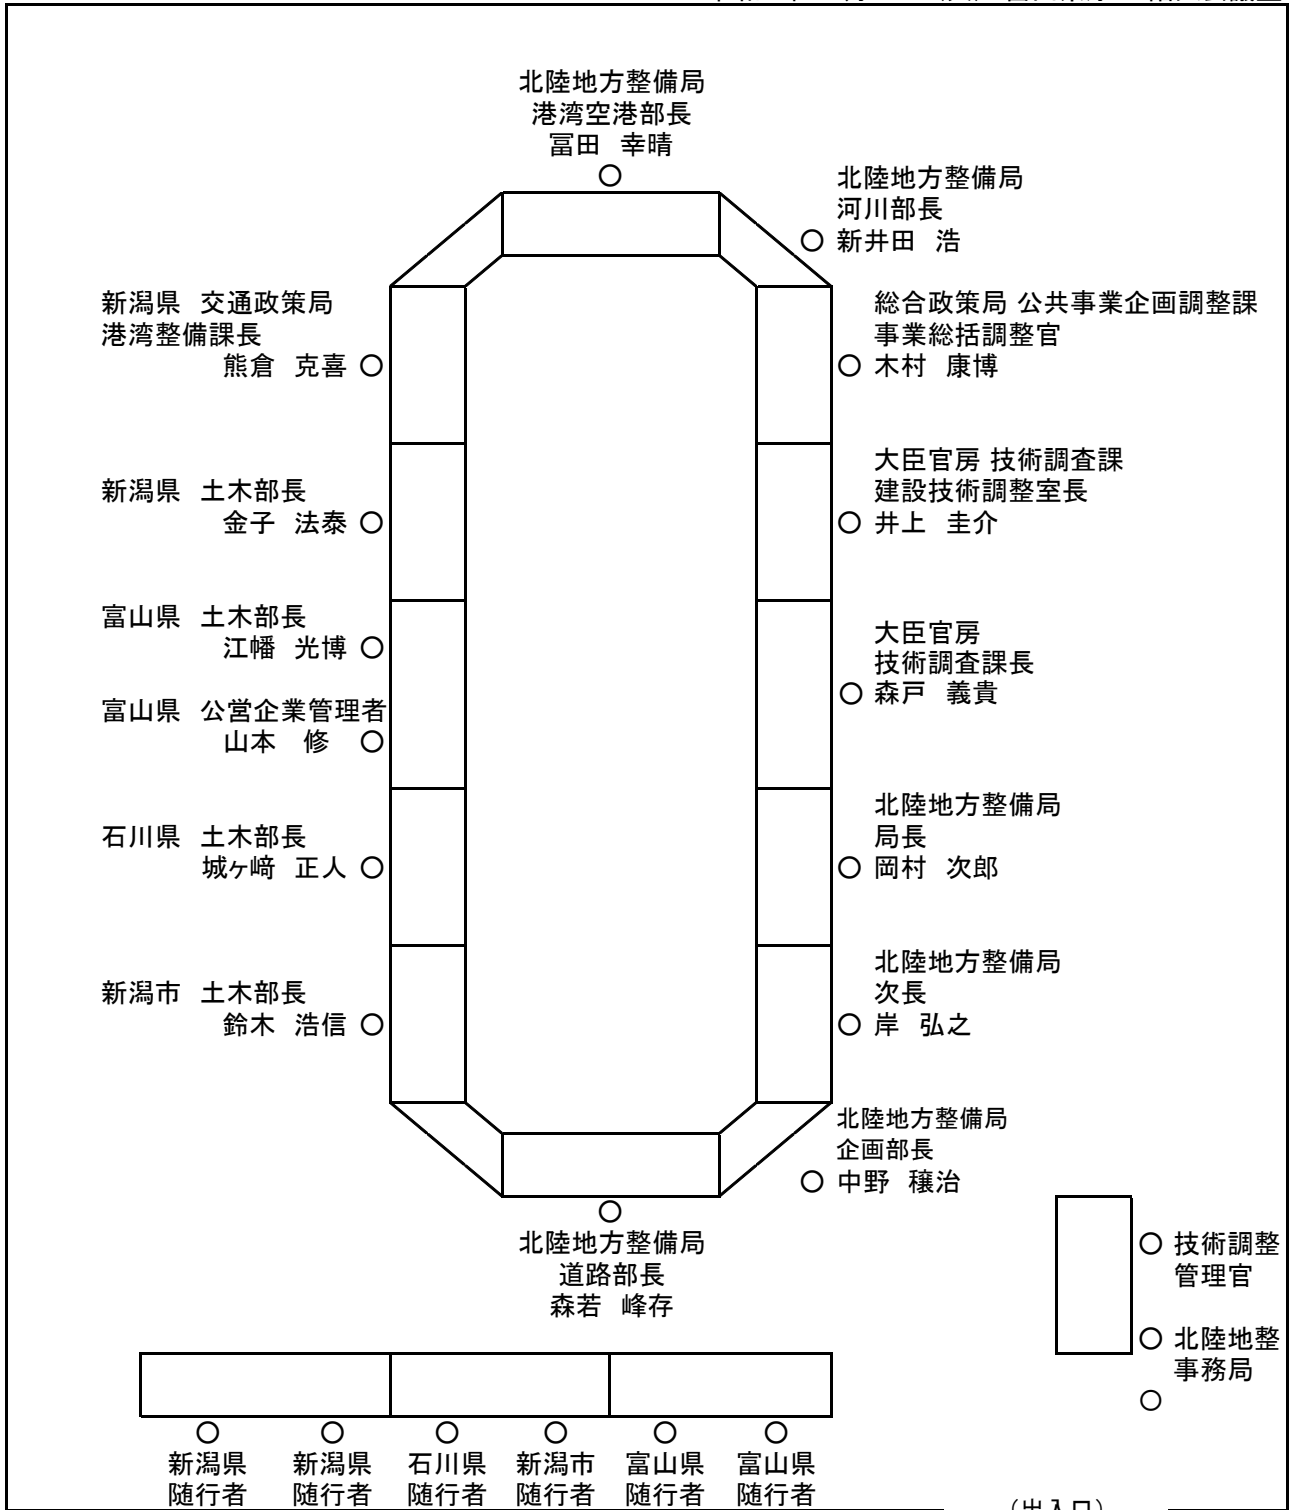 北陸地方整備局
港湾空港部長
冨田 幸晴
北陸地方整備局
河川部長
新井田 浩
新潟県 交通政策局
港湾整備課長
熊倉 克喜
総合政策局 公共事業企画調整課
事業総括調整官
木村 康博
大臣官房 技術調査課
建設技術調整室長
井上 圭介
新潟県 土木部長
金子 法泰
富山県 土木部長
江幡 光博
大臣官房
技術調査課長
森戸 義貴
富山県 公営企業管理者
山本 修
北陸地方整備局
局長
岡村 次郎
石川県 土木部長
城ヶ﨑 正人
北陸地方整備局
次長
岸 弘之
新潟市 土木部長
鈴木 浩信
北陸地方整備局
企画部長
中野 穣治
北陸地方整備局
道路部長
森若 峰存
技術調整
管理官
北陸地整
事務局
新潟県
随行者
新潟県
随行者
石川県
随行者
新潟市
随行者
富山県
随行者
富山県
随行者
(出入口)